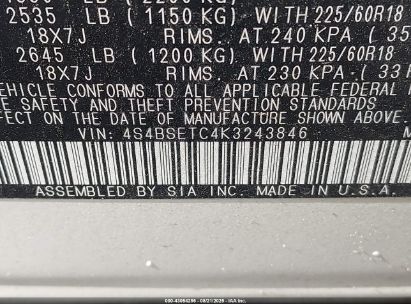 2535 LB (1150 KG) WITH 225/60R18
18X7J RIMS. AT 240 KPA (35
2645 LB (1200 KG) WITH 225/60R18
18X7J RIMS. AT 230 KPA (33
VEHICLE CONFORMS TO ALL APPLICABLE FEDERAL
SAFETY AND THEFT PREVENTION STANDARDS
EFFECT ON THE DATE OF MANUFACTURE SHOWN ABOVE.
VIN: 4S4BSETC4K3243846
ASSEMBLED BY SIA INC. MADE IN U.S.A.